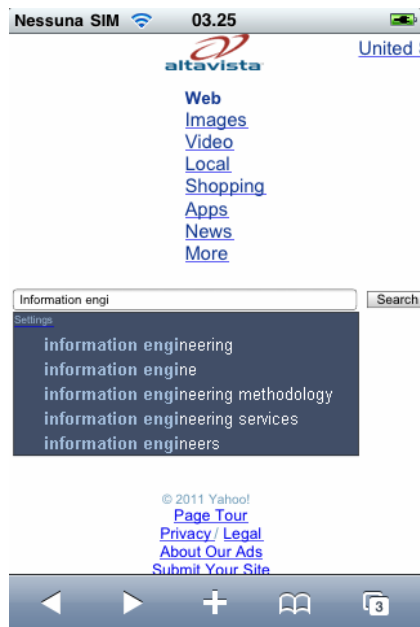 Nessuna SIM 03.25
altavista
United
Web
Images
Video
Local
Shopping
Apps
News
More
Information engi Search
Settings
information engineering
information engine
information engineering methodology
information engineering services
information engineers
© 2011 Yahoo!
Page Tour
Privacy / Legal
About Our Ads
Submit Your Site
3